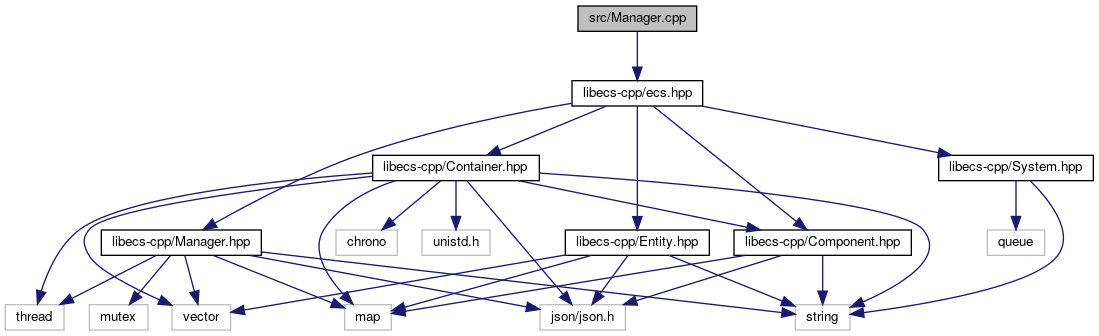 src/Manager.cpp
libecs-cpp/ecs.hpp
libecs-cpp/Container.hpp
libecs-cpp/System.hpp
libecs-cpp/Manager.hpp
chrono
unistd.h
libecs-cpp/Entity.hpp
libecs-cpp/Component.hpp
queue
thread
mutex
vector
map
json/json.h
string